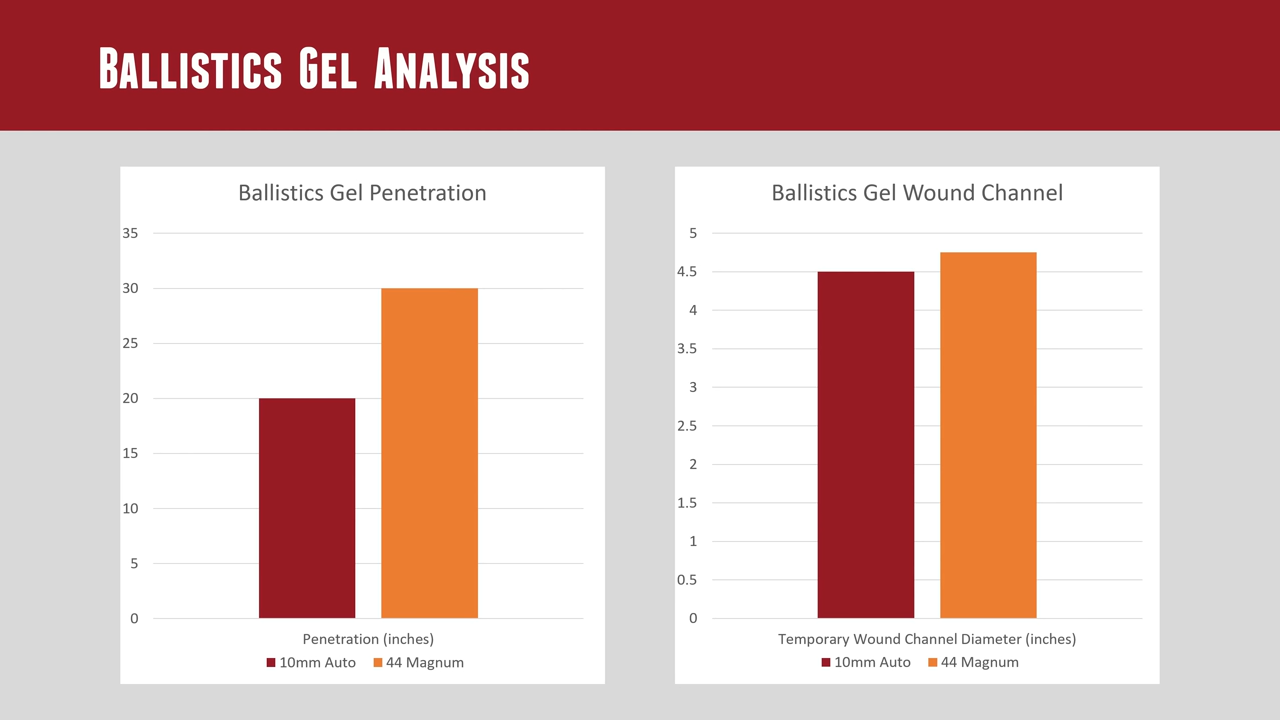 Ballistics Gel Analysis
Ballistics Gel Penetration
35
30
25
20
15
10
5
0
Penetration (inches)
10mm Auto 44 Magnum
Ballistics Gel Wound Channel
5
4.5
4
3.5
3
2.5
2
1.5
1
0.5
0
Temporary Wound Channel Diameter (inches)
10mm Auto 44 Magnum